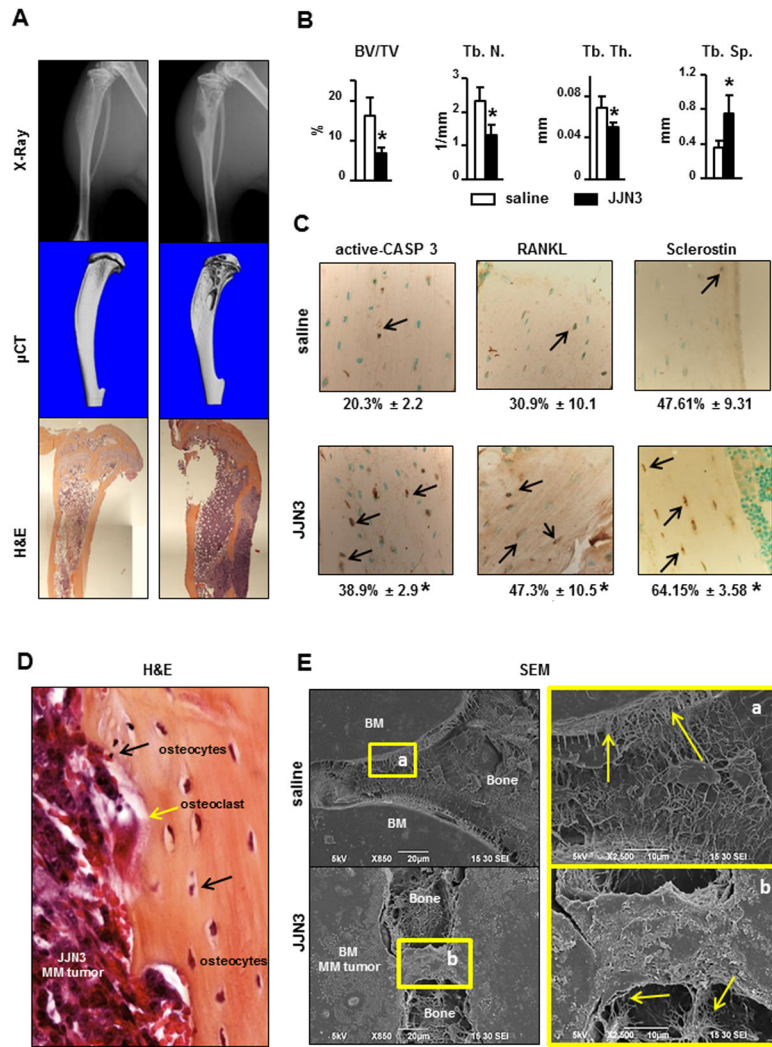 A
X-Ray
µCT
H&E
B
BV/TV
Tb. N.
Tb. Th.
Tb. Sp.
20
10
0
%
*
3
2
1
0
1/mm
*
0.08
0.04
0
mm
*
1.2
0.8
0.4
0
mm
*
saline
JJN3
C
active-CASP 3
RANKL
Sclerostin
saline
20.3% ± 2.2
30.9% ± 10.1
47.61% ± 9.31
JJN3
38.9% ± 2.9 *
47.3% ± 10.5 *
64.15% ± 3.58 *
D
H&E
osteocytes
osteoclast
osteocytes
JJN3
MM tumor
E
SEM
saline
BM
a
Bone
BM
5kV X850 20µm 15 30 SEI
a
5kV X2,500 10µm 15 30 SEI
JJN3
Bone
BM
MM tumor
b
Bone
5kV X850 20µm 15 30 SEI
b
5kV X2,500 10µm 15 30 SEI